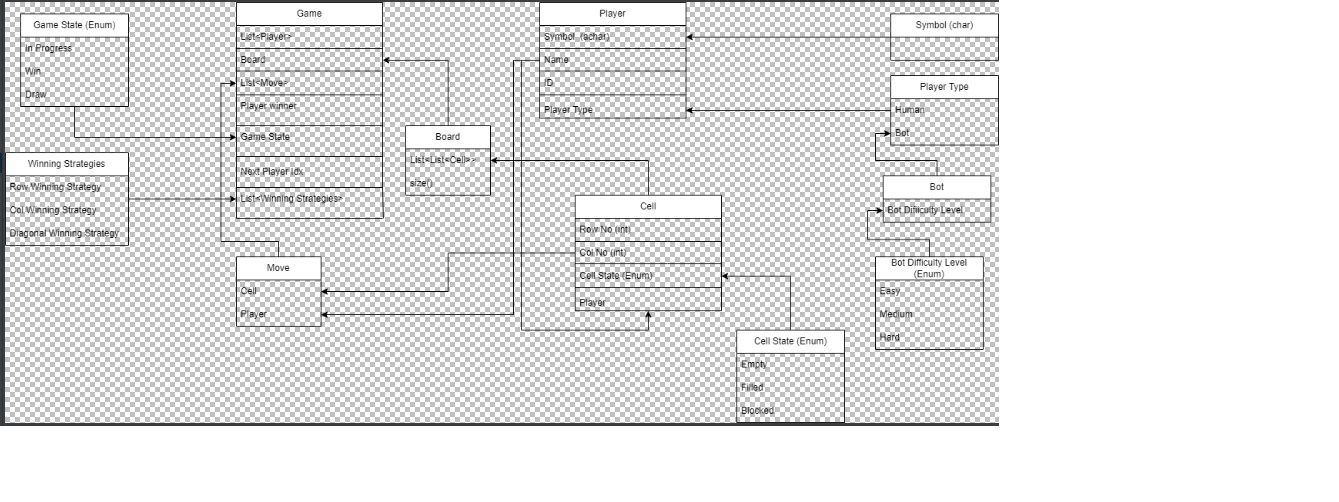 Game State (Enum)
In Progress
Win
Draw
Winning Strategies
Row Winning Strategy
Col Winning Strategy
Diagonal Winning Strategy
Game
List<Player>
Board
List<Move>
Player winner
Game State
Next Player Idx
List<Winning Strategies>
Move
Cell
Player
Board
List<List<Cell>>
size()
Player
Symbol (achar)
Name
ID
Player Type
Cell
Row No (int)
Col No (int)
Cell State (Enum)
Player
Cell State (Enum)
Empty
Filled
Blocked
Symbol (char)
Player Type
Human
Bot
Bot
Bot Difficulty Level
Bot Difficulty Level
(Enum)
Easy
Medium
Hard